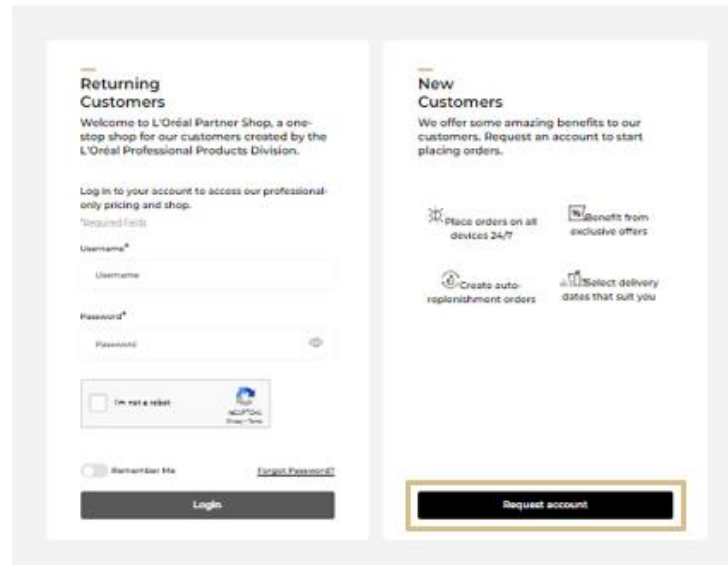 Returning
Customers
Welcome to L'Oréal Partner Shop, a one-
stop shop for our customers created by the
L'Oréal Professional Products Division.
Log in to your account to access our professional-
only pricing and shop.
*Required Fields
Username*
Username
Password*
Password
I'm not a robot
reCAPTCHA
Privacy - Terms
Remember Me
Forgot Password?
Login
New
Customers
We offer some amazing benefits to our
customers. Request an account to start
placing orders.
Place orders on all
devices 24/7
Benefit from
exclusive offers
Create auto-
replenishment orders
Select delivery
dates that suit you
Request account